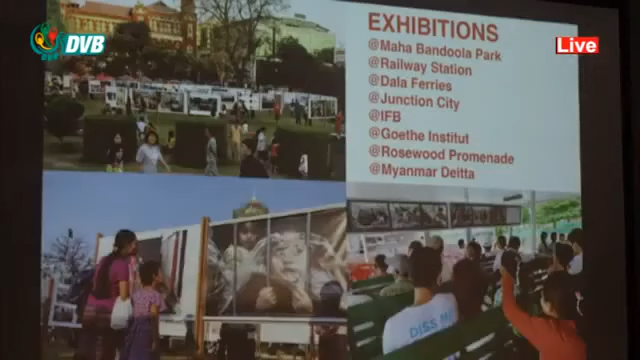 DVB
Live
EXHIBITIONS
@Maha Bandoola Park
@Railway Station
@Dala Ferries
@Junction City
@IFB
@Goethe Institut
@Rosewood Promenade
@Myanmar Deitta